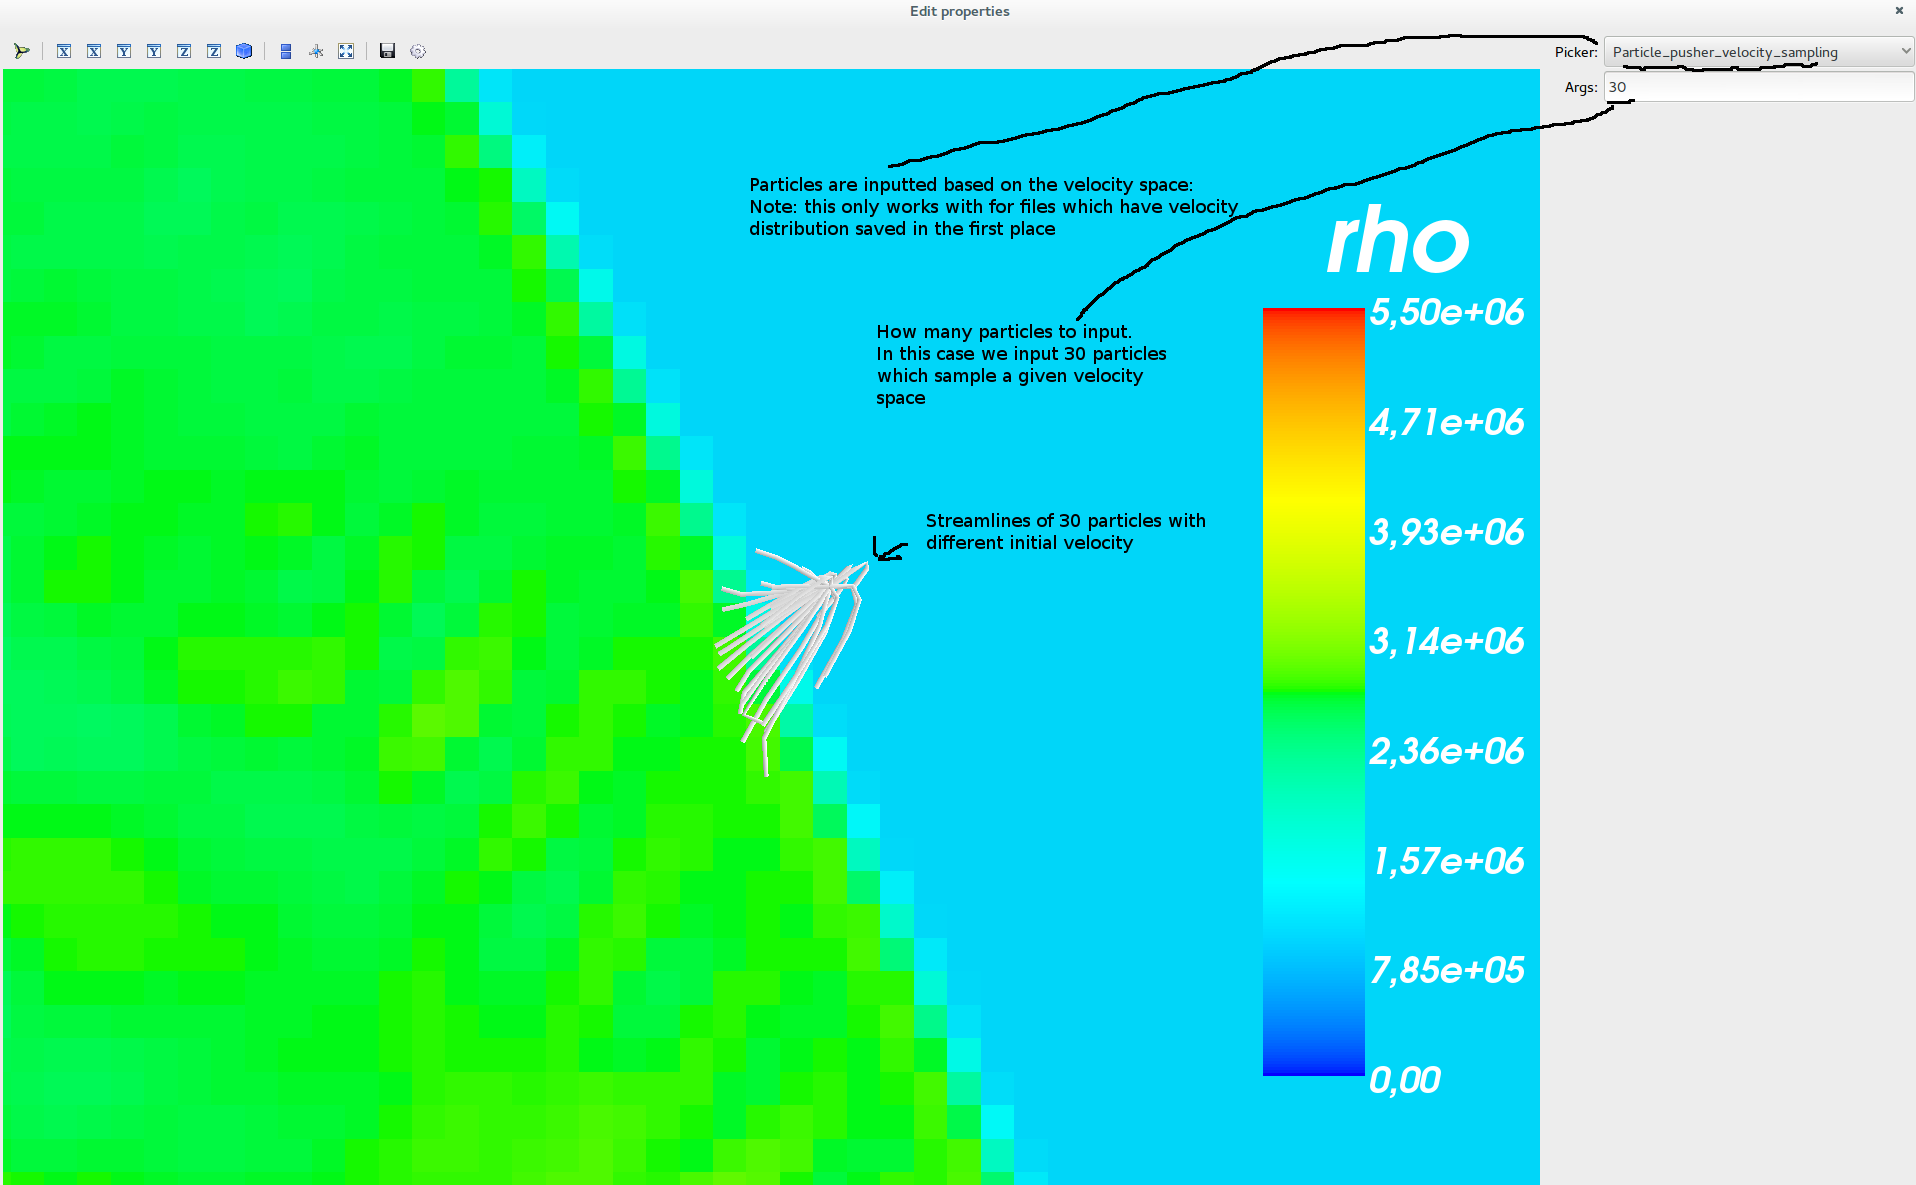 Edit properties
X X Y Y Z Z
Picker: Particle_pusher_velocity_sampling
Args: 30
Particles are inputted based on the velocity space:
Note: this only works with for files which have velocity
distribution saved in the first place
rho
5,50e+06
How many particles to input.
In this case we input 30 particles
which sample a given velocity
space
4,71e+06
Streamlines of 30 particles with
different initial velocity
3,93e+06
3,14e+06
2,36e+06
1,57e+06
7,85e+05
0,00